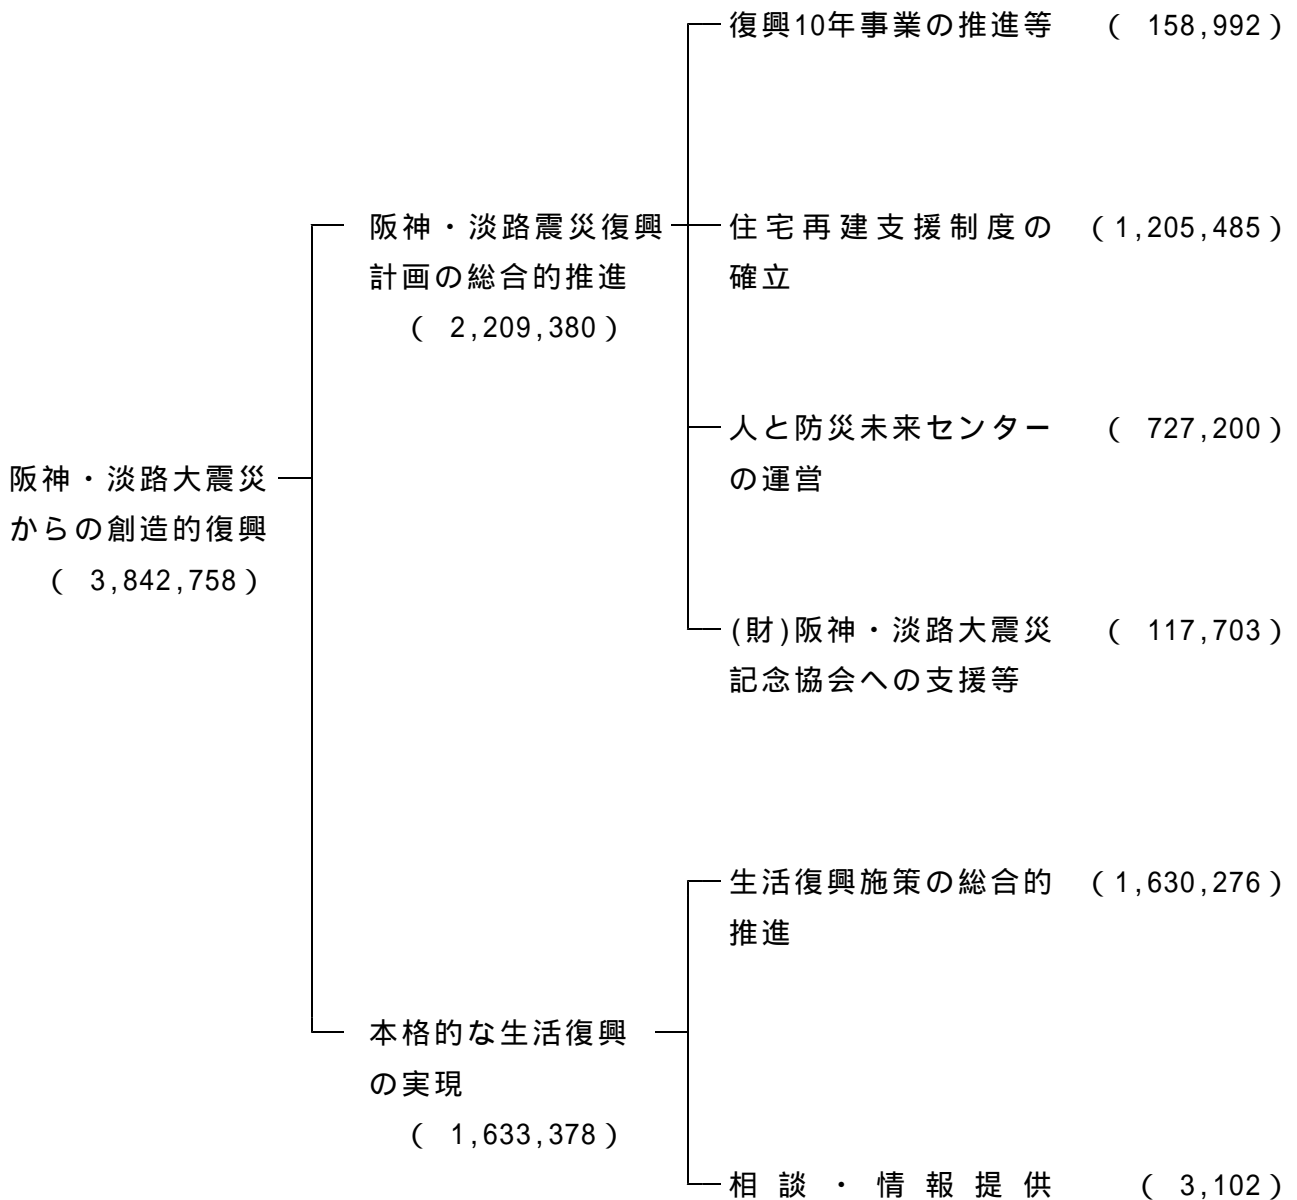 阪神・淡路大震災
からの創造的復興
( 3,842,758)
阪神・淡路震災復興
計画の総合的推進
( 2,209,380)
復興10年事業の推進等 ( 158,992)
住宅再建支援制度の (1,205,485)
確立
人と防災未来センター ( 727,200)
の運営
(財)阪神・淡路大震災 ( 117,703)
記念協会への支援等
本格的な生活復興
の実現
( 1,633,378)
生活復興施策の総合的 (1,630,276)
推進
相談・情報提供 ( 3,102)